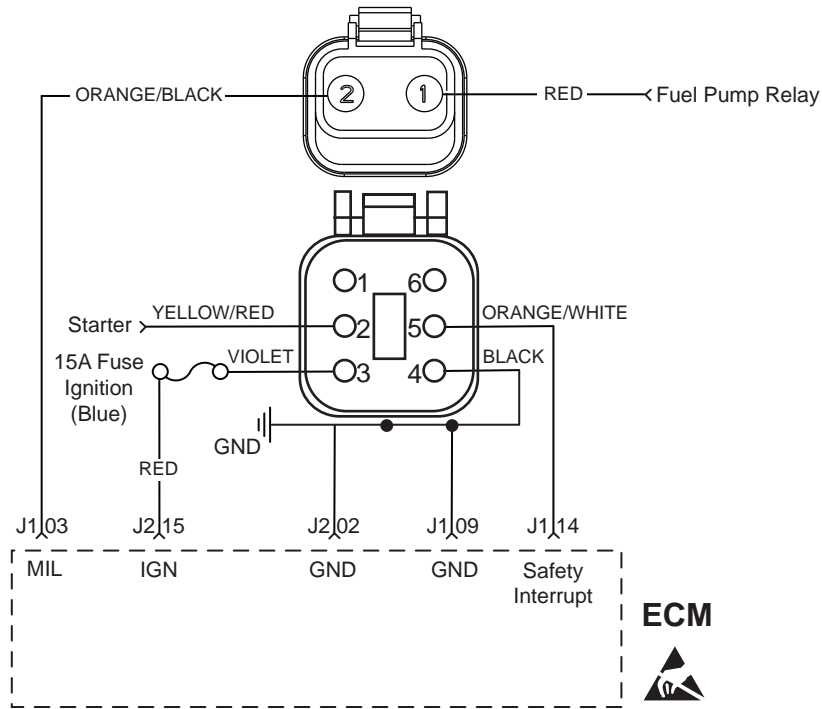 2
1
ORANGE/BLACK
RED
Fuel Pump Relay
1
6
YELLOW/RED
ORANGE/WHITE
Starter
2
5
15A Fuse
Ignition
(Blue)
VIOLET
BLACK
3
4
GND
RED
J1 03
J2 15
J2 02
J1 09
J1 14
MIL
IGN
GND
GND
Safety
Interrupt
ECM